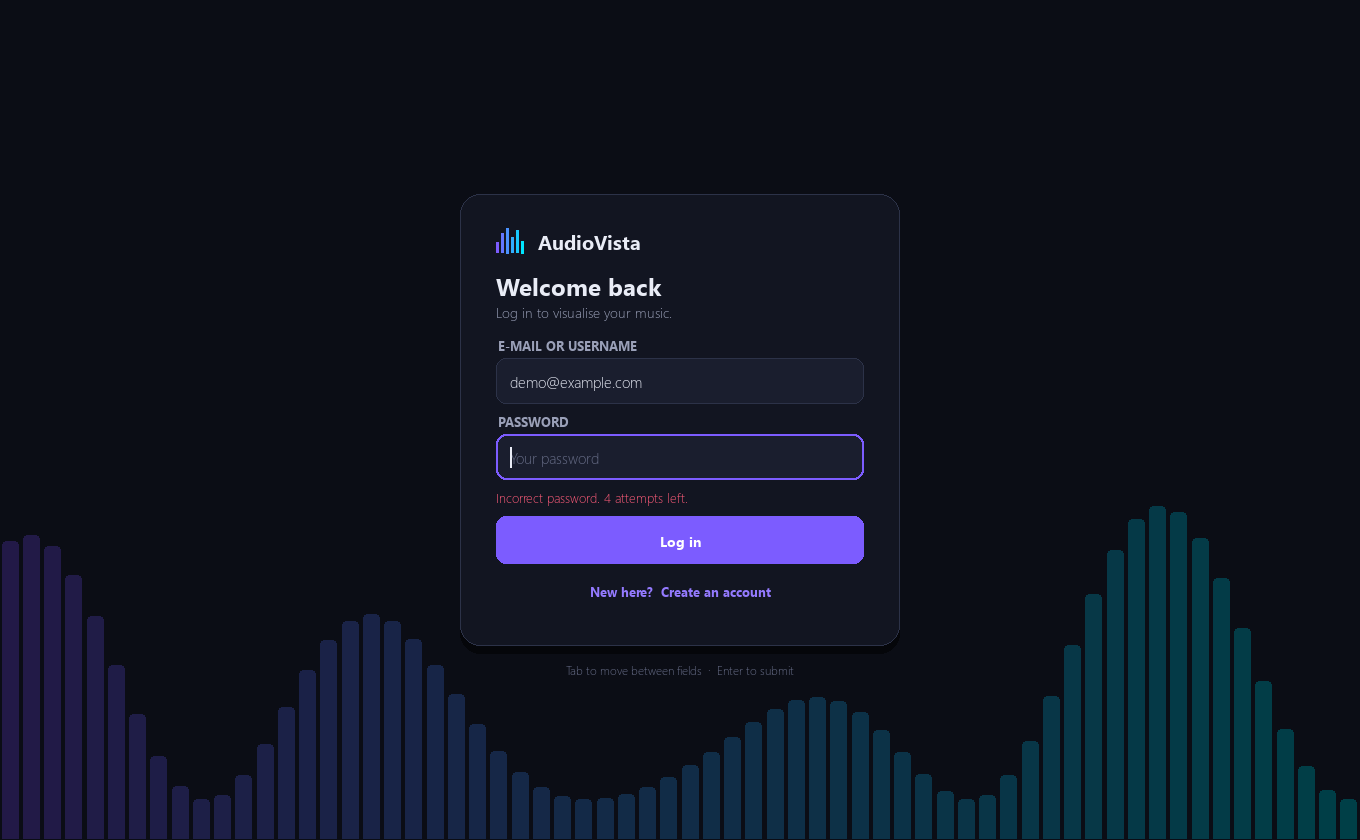 AudioVista
Welcome back
Log in to visualise your music.
E-MAIL OR USERNAME
demo@example.com
PASSWORD
Your password
Incorrect password. 4 attempts left.
Log in
New here? Create an account
Tab to move between fields · Enter to submit